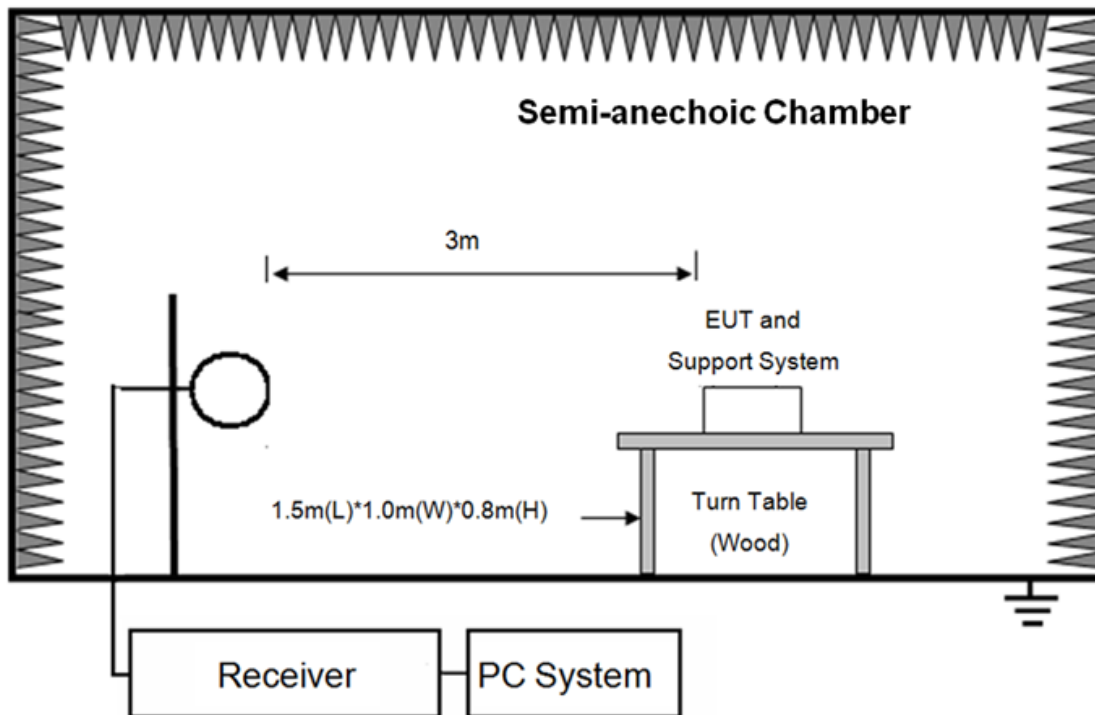 Semi-anechoic Chamber
3m
EUT and
Support System
1.5m(L)*1.0m(W)*0.8m(H)
Turn Table
(Wood)
Receiver
PC System